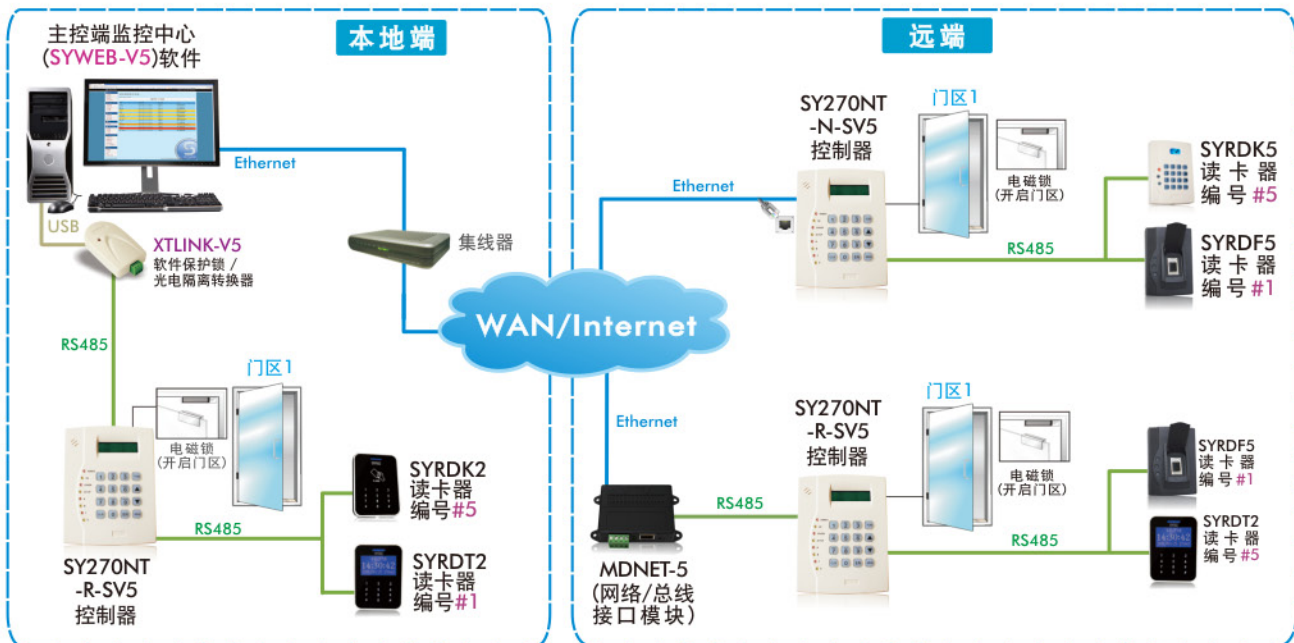 主控端监控中心
(SYWEB-V5)软件
本地端
Ethernet
USB
XTLINK-V5
软件保护锁 /
光电隔离转换器
集线器
RS485
门区1
电磁锁
(开启门区)
RS485
SY270NT
-R-SV5
控制器
SYRDK2
读卡器
编号#5
SYRDT2
读卡器
编号#1
WAN/Internet
远端
SY270NT
-N-SV5
控制器
Ethernet
门区1
电磁锁
(开启门区)
RS485
SYRDK5
读卡器
编号#5
SYRDF5
读卡器
编号#1
Ethernet
MDNET-5
(网络/总线
接口模块)
RS485
SY270NT
-R-SV5
控制器
门区1
电磁锁
(开启门区)
RS485
SYRDF5
读卡器
编号#1
SYRDT2
读卡器
编号#5